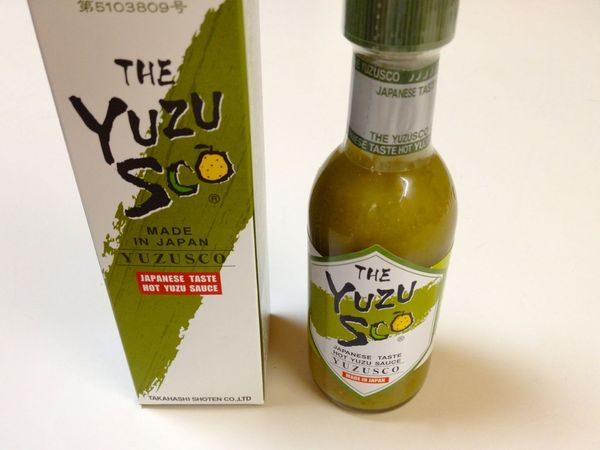 第5103809号
THE
YUZU
SCO
®
MADE
IN JAPAN
YUZUSCO
JAPANESE TASTE
HOT YUZU SAUCE
TAKAHASHI SHOTEN CO.,LTD
YUZUSCO
JAPANESE
THE YUZUSCO
TASTE HOT
THE
YUZU
SCO
JAPANESE TASTE
HOT YUZU SAUCE
YUZUSCO
MADE IN JAPAN